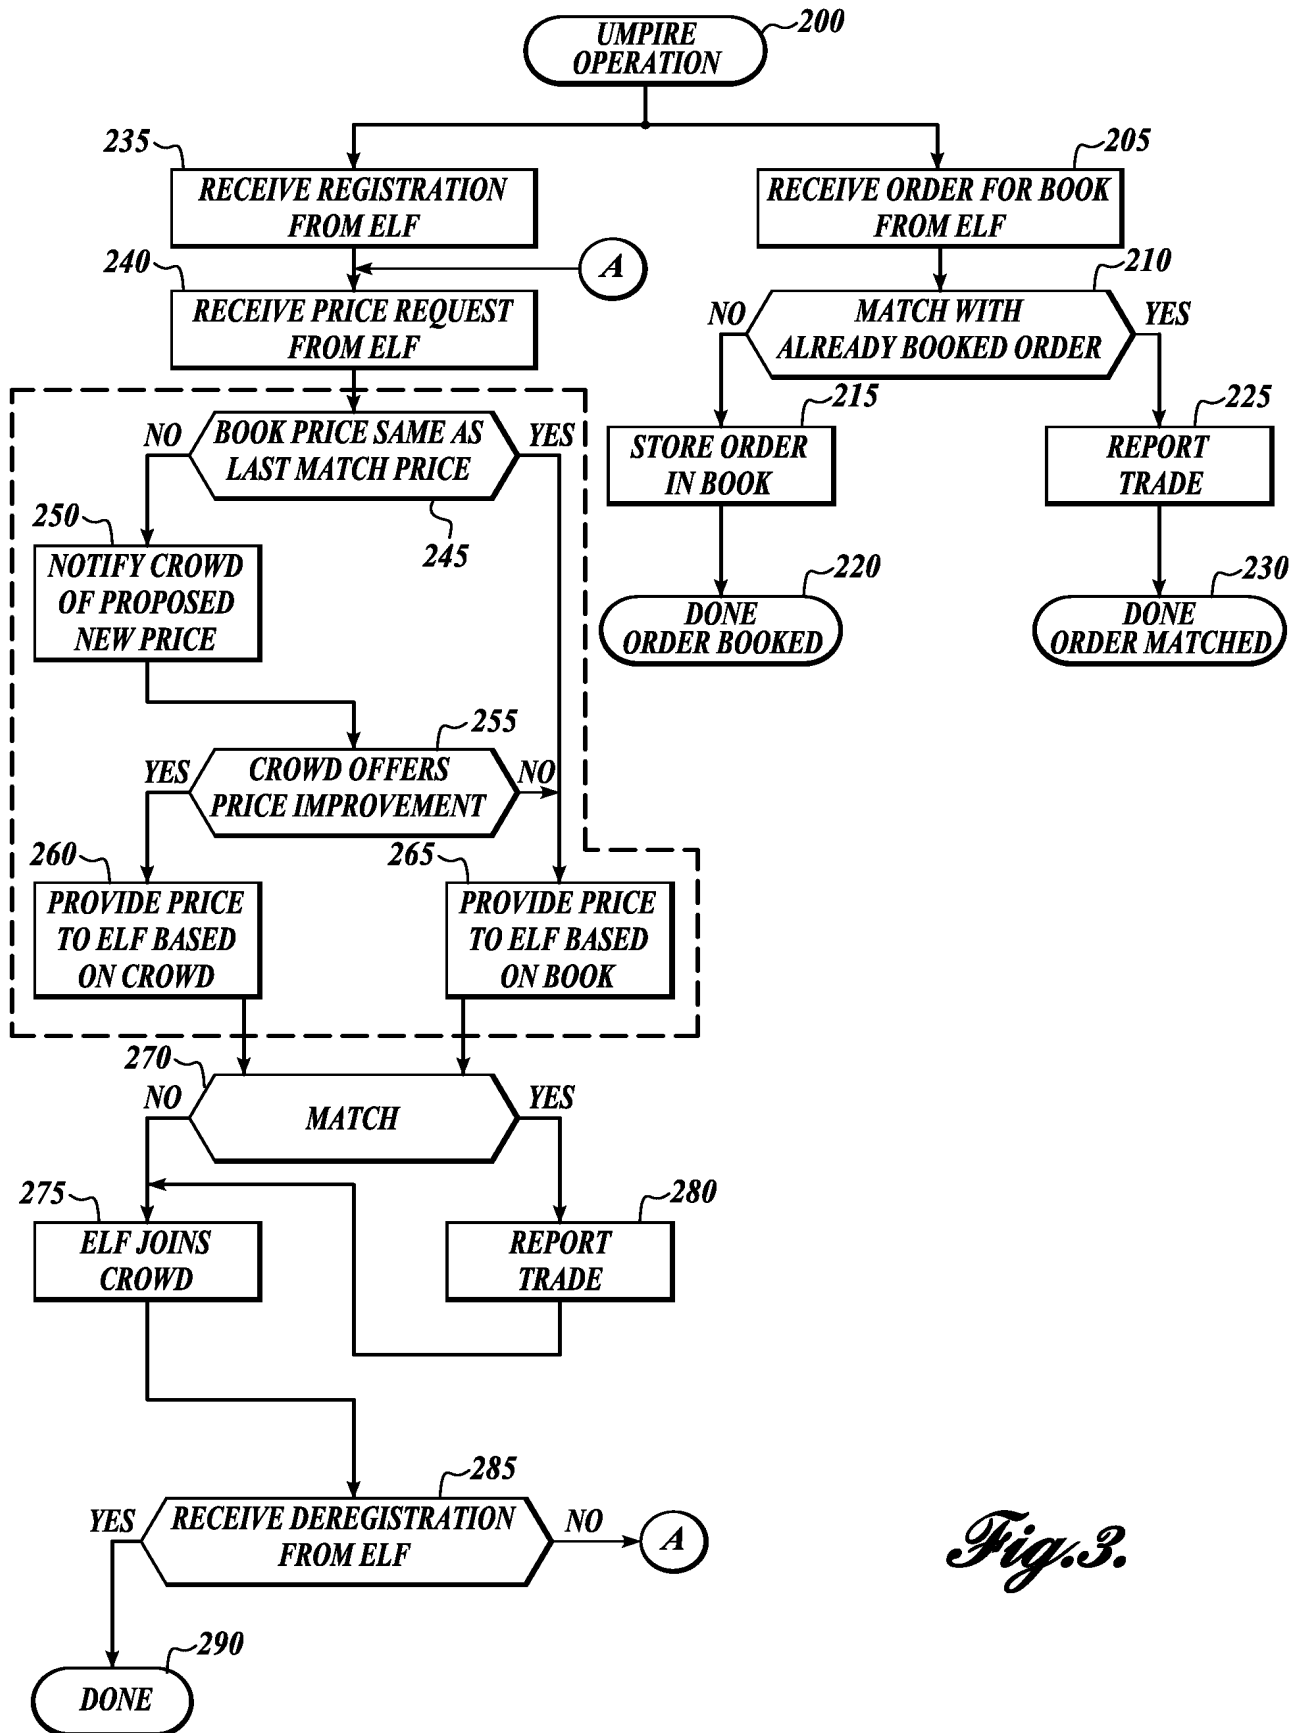 200
UMPIRE
OPERATION
235
RECEIVE REGISTRATION
FROM ELF
205
RECEIVE ORDER FOR BOOK
FROM ELF
A
240
RECEIVE PRICE REQUEST
FROM ELF
210
NO
MATCH WITH
ALREADY BOOKED ORDER
YES
NO
BOOK PRICE SAME AS
LAST MATCH PRICE
YES
245
215
STORE ORDER
IN BOOK
225
REPORT
TRADE
250
NOTIFY CROWD
OF PROPOSED
NEW PRICE
220
DONE
ORDER BOOKED
230
DONE
ORDER MATCHED
255
YES
CROWD OFFERS
PRICE IMPROVEMENT
NO
260
PROVIDE PRICE
TO ELF BASED
ON CROWD
265
PROVIDE PRICE
TO ELF BASED
ON BOOK
270
NO
MATCH
YES
275
ELF JOINS
CROWD
280
REPORT
TRADE
285
YES
RECEIVE DEREGISTRATION
FROM ELF
NO
A
Fig.3.
290
DONE